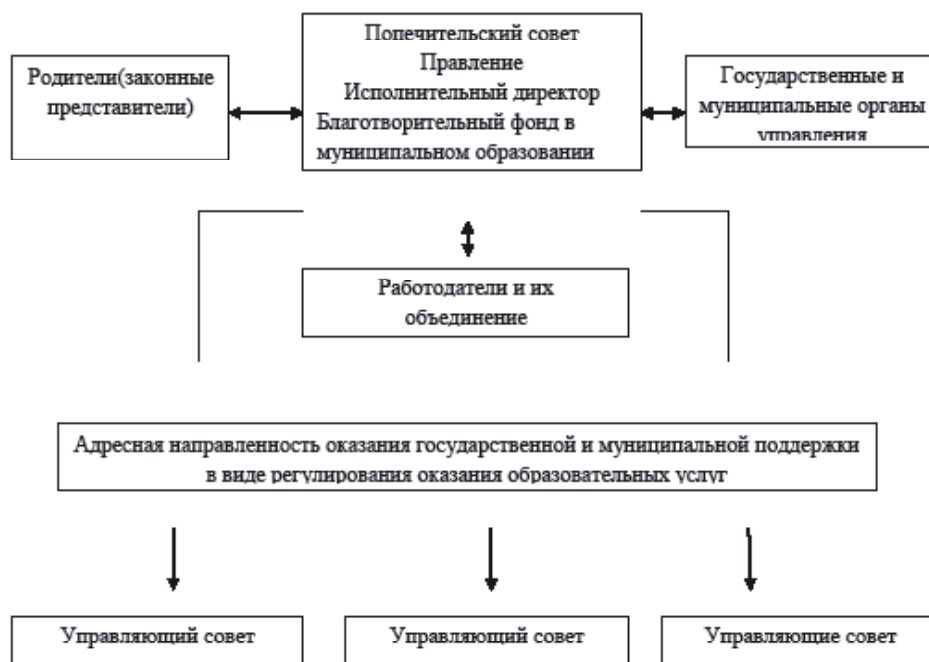 Попечительский совет
Правление
Исполнительный директор
Благотворительный фонд в
муниципальном образовании
Родители(законные
представители)
Государственные и
муниципальные органы
управления
Работодатели и их
объединение
Адресная направленность оказания государственной и муниципальной поддержки
в виде регулирования оказания образовательных услуг
Управляющий совет
Управляющий совет
Управляющие совет